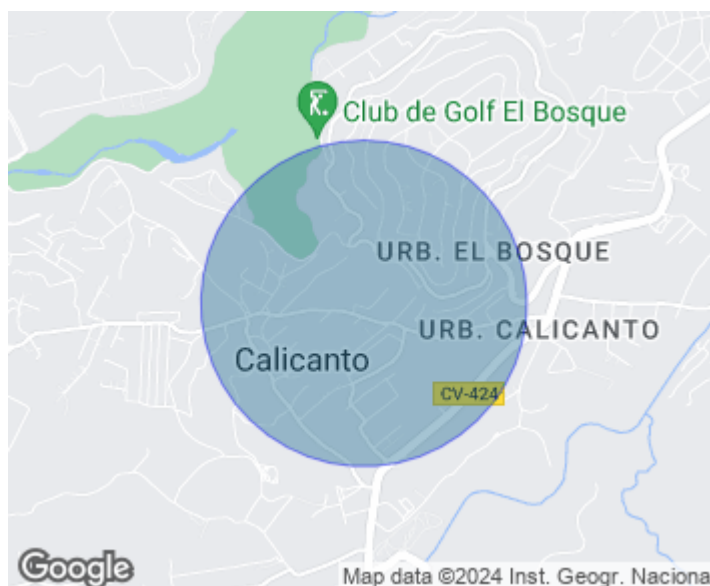 Club de Golf El Bosque
URB. EL BOSQUE
URB. CALICANTO
Calicanto
CV-424
Google
Map data ©2024 Inst. Geogr. Naciona